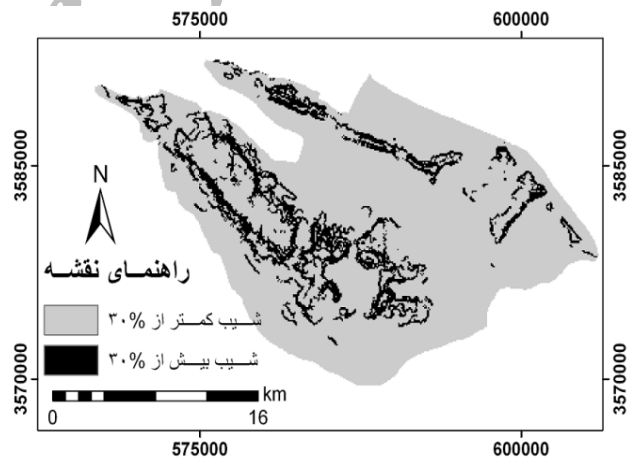 575000 600000
3585000 3585000
N
راهنمای نقشه
شیب کمتر از ۳۰%
شیب بیش از ۳۰%
3570000 3570000
km
0 16
575000 600000